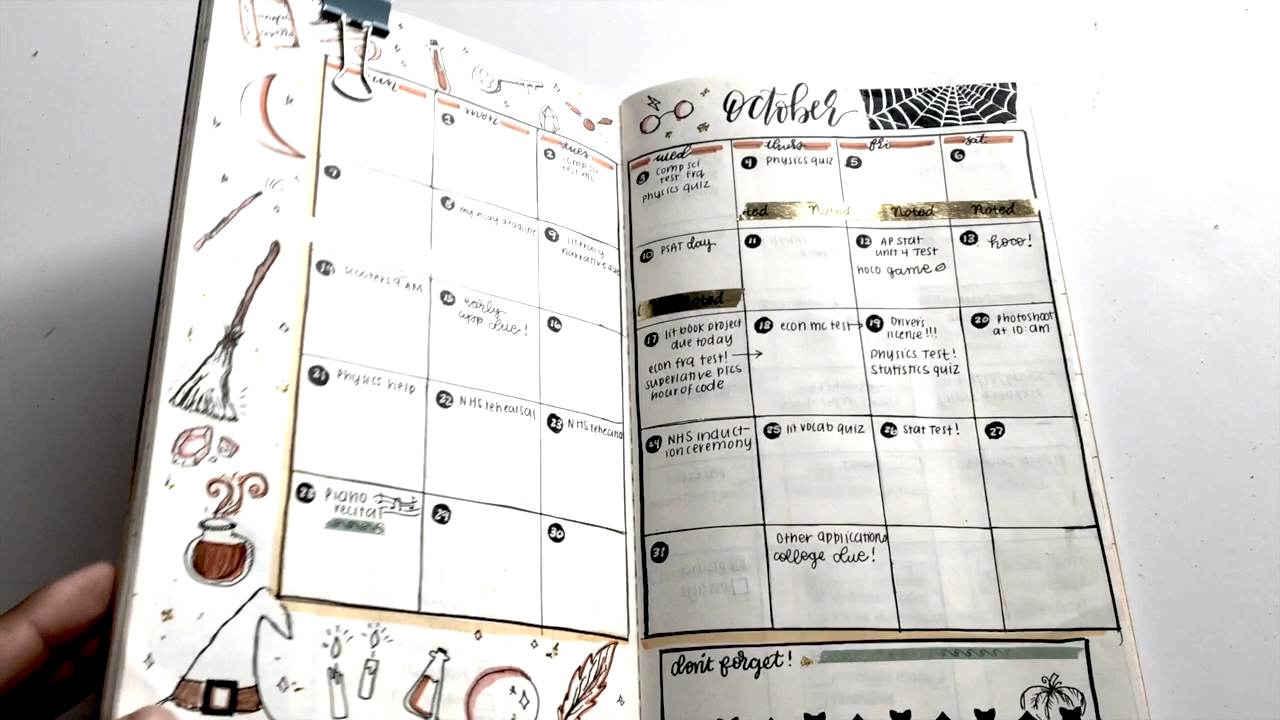 October
mon
tues
wed
thurs
fri
sat
1
2
comp sci
test mc
3
comp sci
test frq
physics quiz
4
physics quiz
5
6
Noted
Noted
Noted
7
8
9
literacy
narrative due
10
PSAT day
11
12
AP Stat
unit 4 Test
hoco game
13
hoco!
Noted
14
9 AM
15
early
app due!
16
17
lit book project
due today
econ frq test!
superlative pics
hour of code
18
econ mc test
19
Driver's
license!!!
Physics Test!
Statistics quiz
20
Photoshoot
at 10:am
21
Physics help
22
NHS rehearsal
23
NHS rehearsal
24
NHS induct-
ion ceremony
25
lit vocab quiz
26
Stat Test!
27
28
Piano
recital
29
30
31
Other applications
college due!
don't forget!